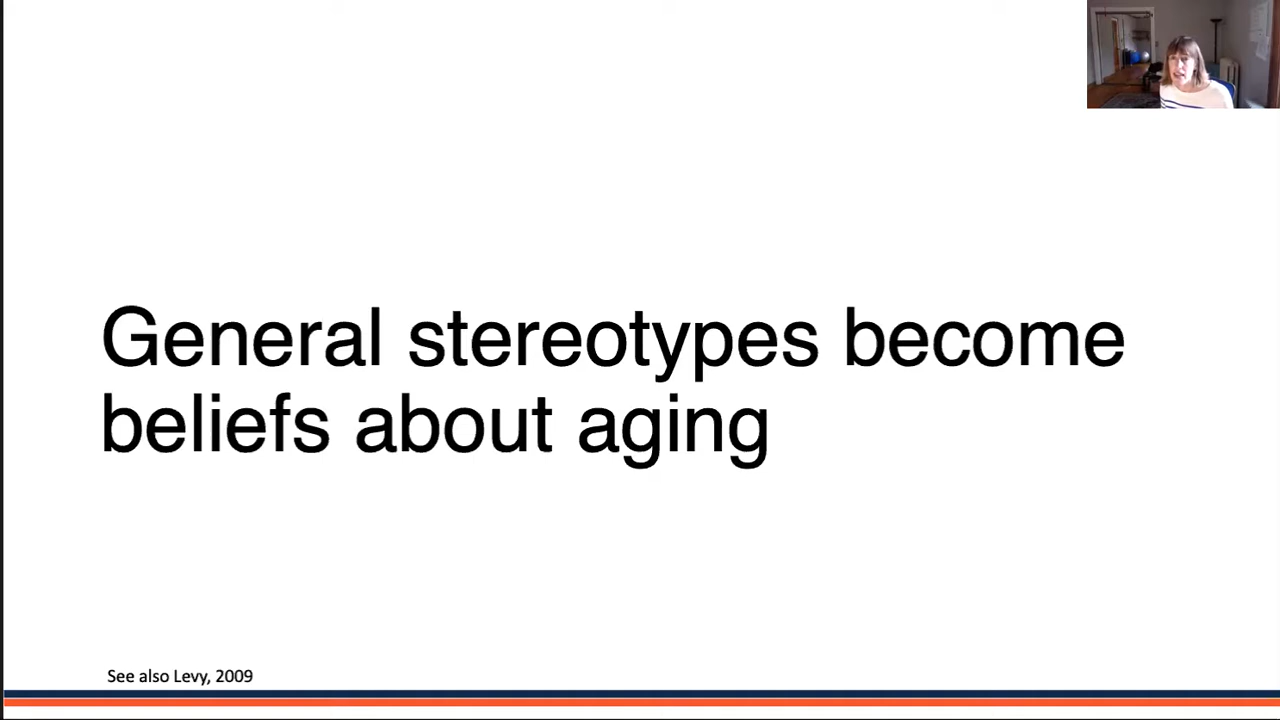 General stereotypes become
beliefs about aging
See also Levy, 2009